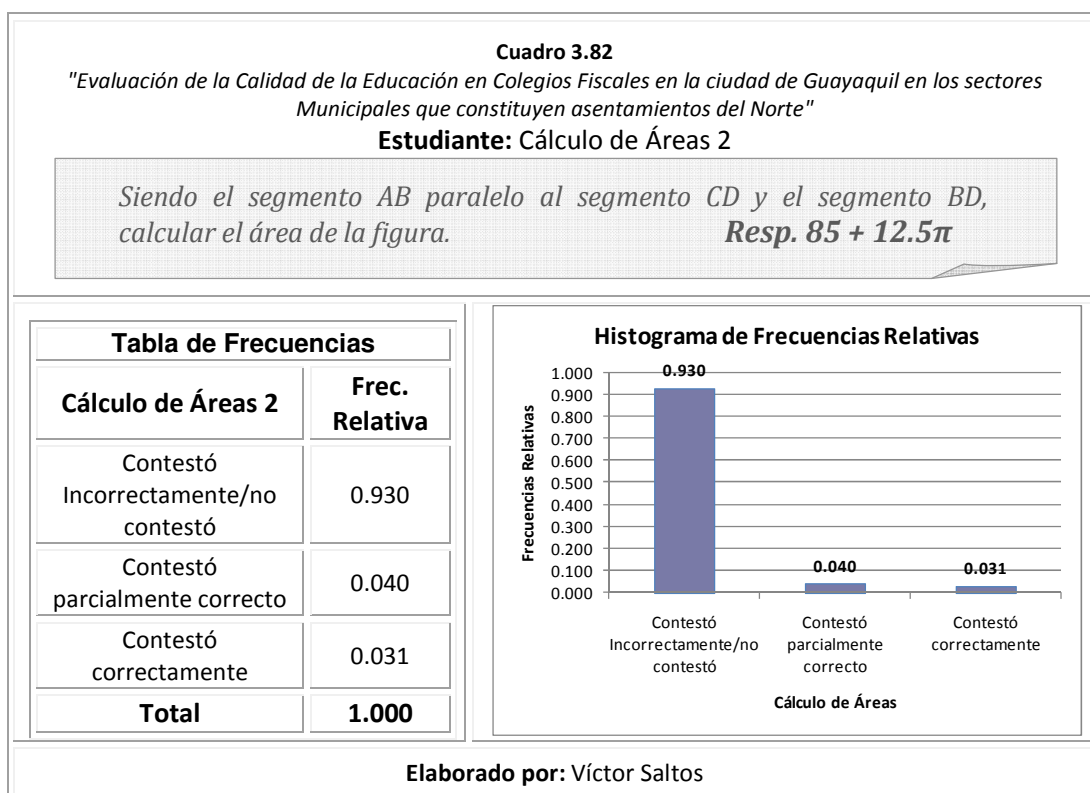 Cuadro 3.82
"Evaluación de la Calidad de la Educación en Colegios Fiscales en la ciudad de Guayaquil en los sectores
Municipales que constituyen asentamientos del Norte"
Estudiante: Cálculo de Áreas 2
Siendo el segmento AB paralelo al segmento CD y el segmento BD,
calcular el área de la figura. Resp. 85 + 12.5π
Tabla de Frecuencias
Cálculo de Áreas 2
Frec.
Relativa
Contestó
Incorrectamente/no
contestó
0.930
Contestó
parcialmente correcto
0.040
Contestó
correctamente
0.031
Total
1.000
Histograma de Frecuencias Relativas
Frecuencias Relativas
1.000
0.900
0.800
0.700
0.600
0.500
0.400
0.300
0.200
0.100
0.000
0.930
0.040
0.031
Contestó
Incorrectamente/no
contestó
Contestó
parcialmente
correcto
Contestó
correctamente
Cálculo de Áreas
Elaborado por: Víctor Saltos